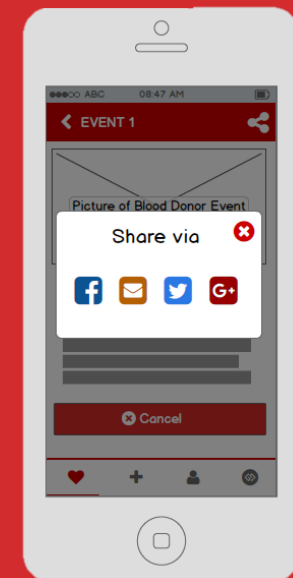 ABC 08:47 AM
EVENT 1
Picture of Blood Donor Event
Share via
f G+
Cancel